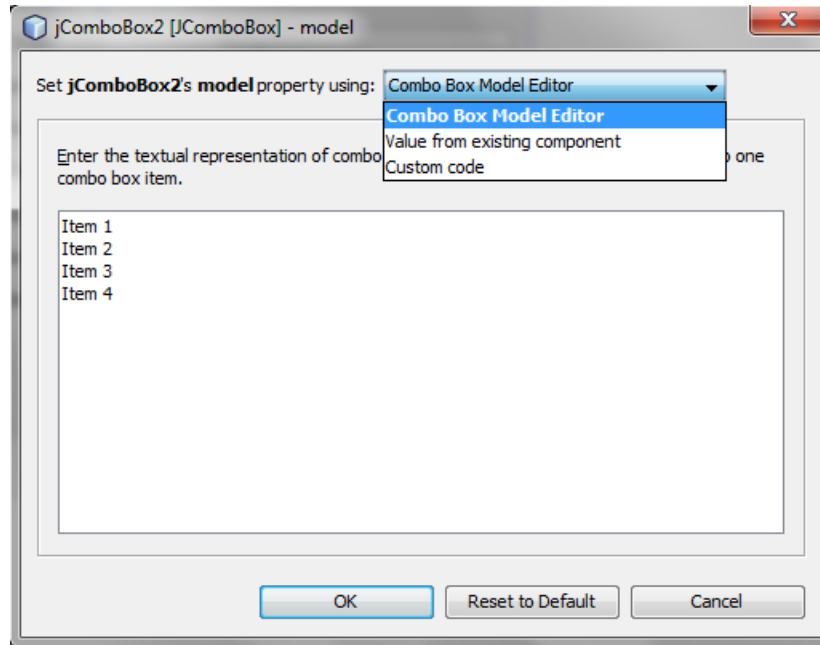 jComboBox2 [JComboBox] - model
Set jComboBox2's model property using: Combo Box Model Editor
Combo Box Model Editor
Value from existing component
Custom code
Enter the textual representation of combo one
combo box item.
Item 1
Item 2
Item 3
Item 4
OK Reset to Default Cancel